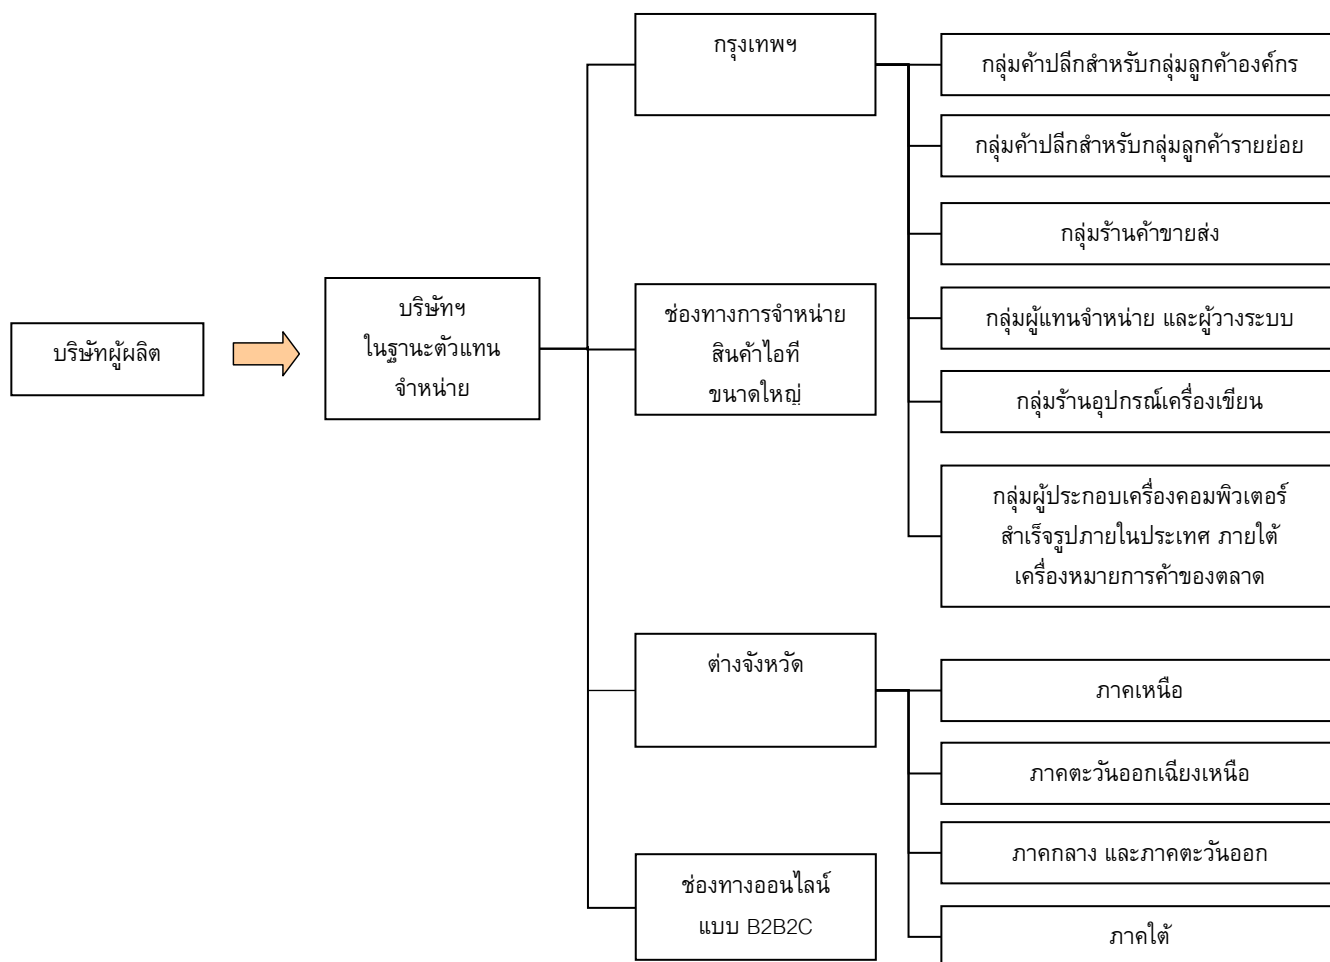 บริษัทผู้ผลิต
บริษัทฯ
ในฐานะตัวแทน
จำหน่าย
กรุงเทพฯ
กลุ่มค้าปลีกสำหรับกลุ่มลูกค้าองค์กร
กลุ่มค้าปลีกสำหรับกลุ่มลูกค้ารายย่อย
กลุ่มร้านค้าขายส่ง
กลุ่มผู้แทนจำหน่าย และผู้วางระบบ
กลุ่มร้านอุปกรณ์เครื่องเขียน
กลุ่มผู้ประกอบเครื่องคอมพิวเตอร์
สำเร็จรูปภายในประเทศ ภายใต้
เครื่องหมายการค้าของตลาด
ช่องทางการจำหน่าย
สินค้าไอที
ขนาดใหญ่
ต่างจังหวัด
ภาคเหนือ
ภาคตะวันออกเฉียงเหนือ
ภาคกลาง และภาคตะวันออก
ภาคใต้
ช่องทางออนไลน์
แบบ B2B2C